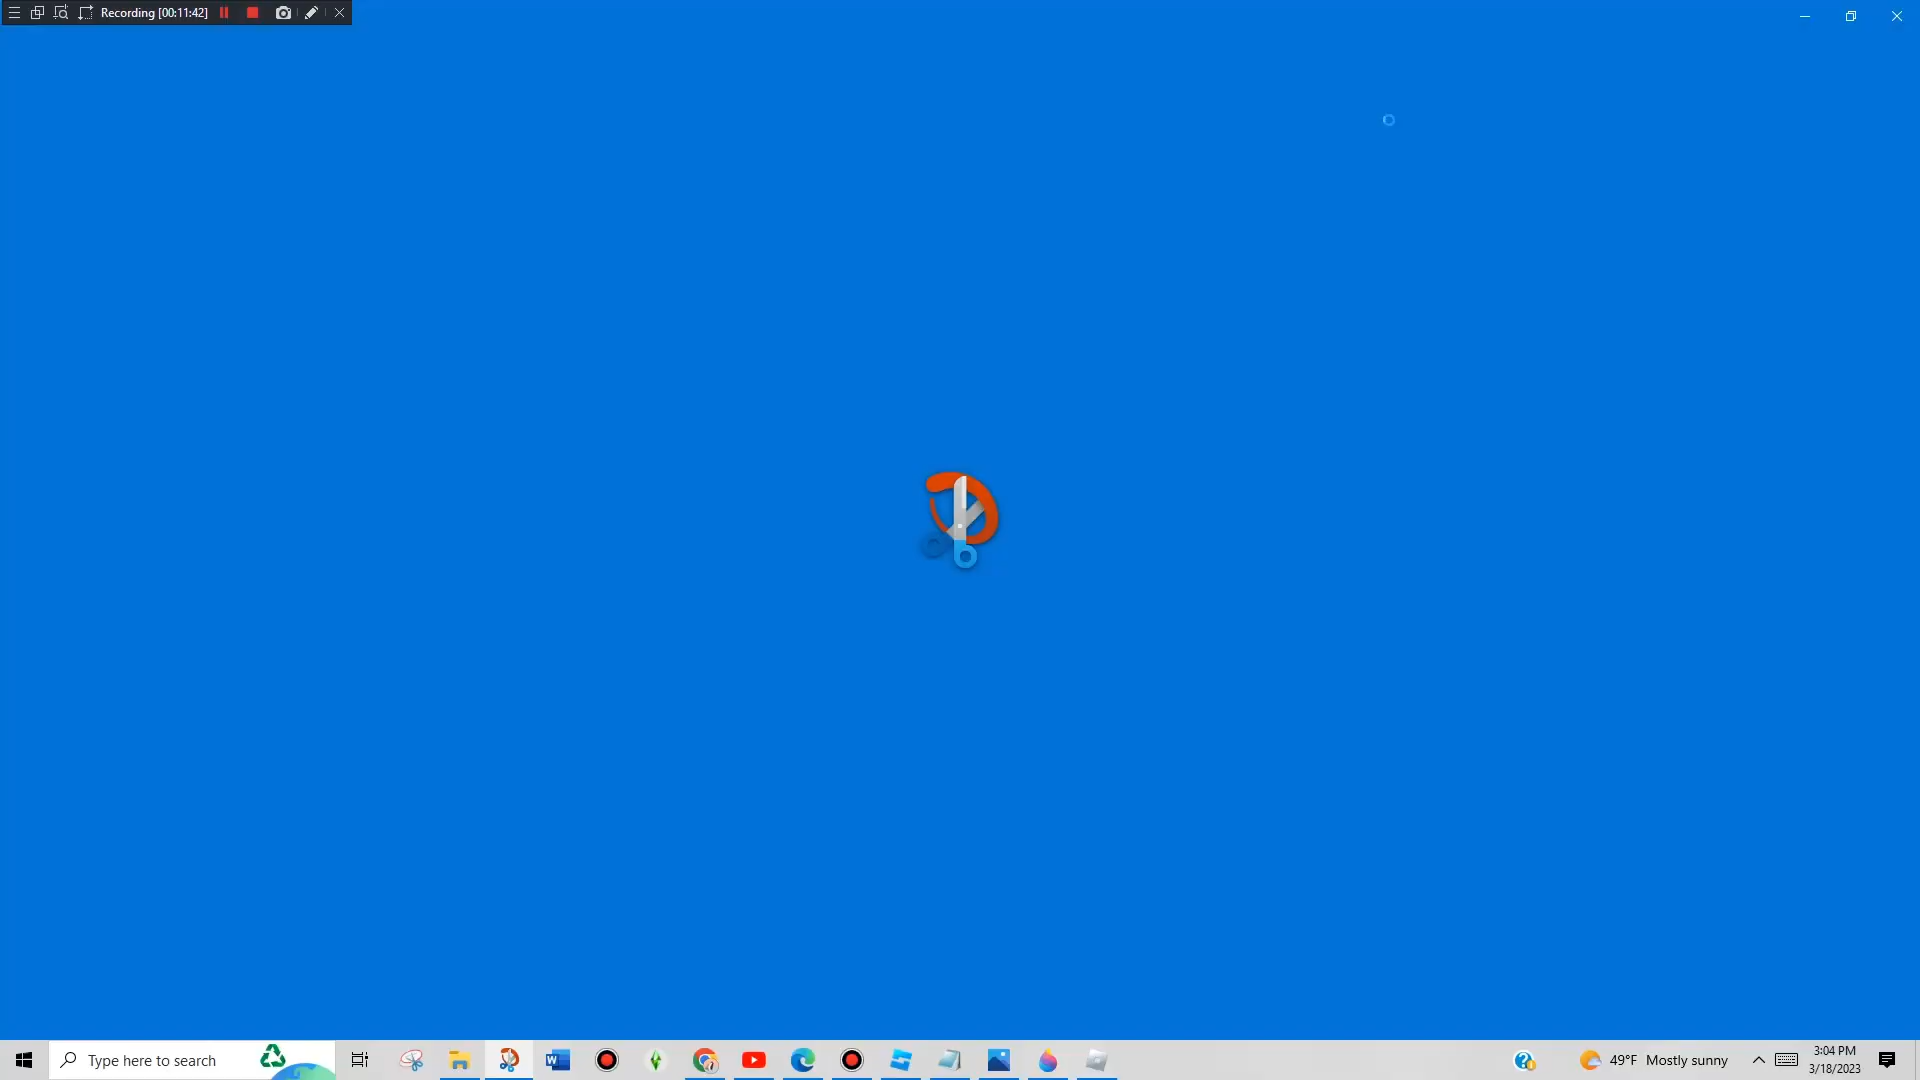 Recording [00:11:42]
Type here to search
49°F Mostly sunny
3:04 PM
3/18/2023